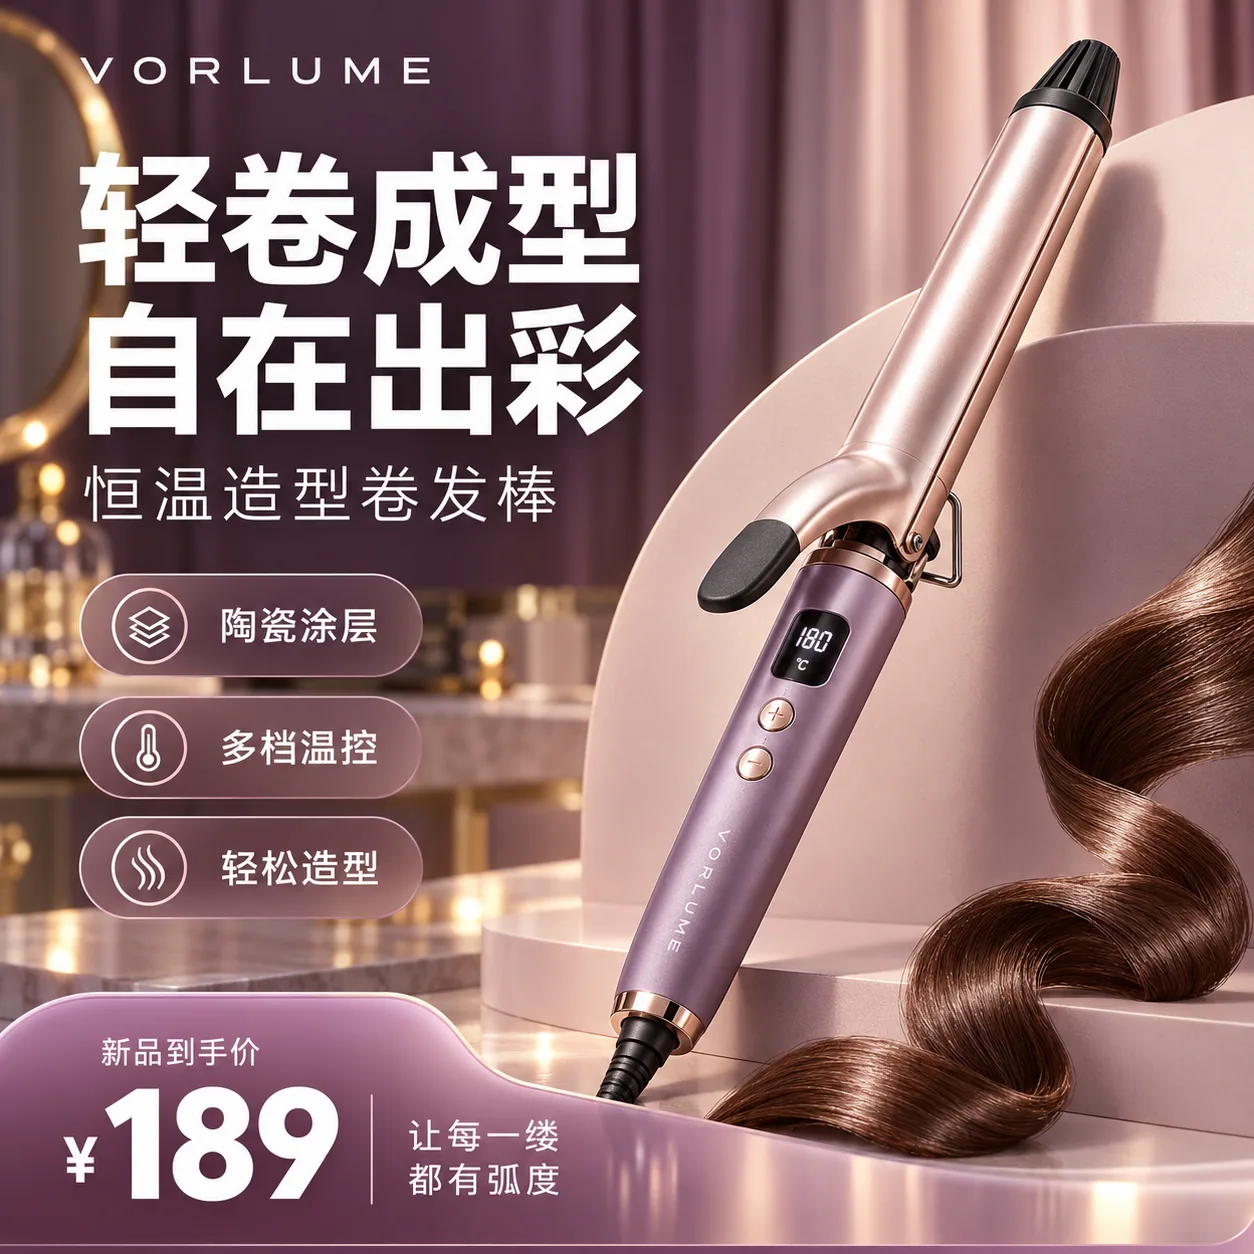 VORLUME
轻卷成型
自在出彩
恒温造型卷发棒
陶瓷涂层
多档温控
轻松造型
180
℃
+
−
VORLUME
新品到手价
¥189
让每一缕
都有弧度